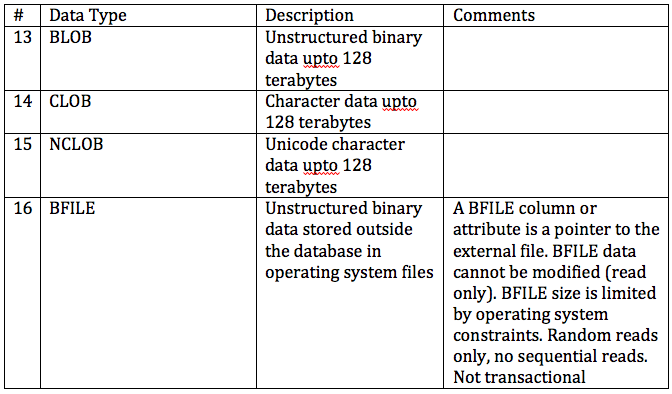 # Data Type Description Comments
13 BLOB Unstructured binary
data upto 128
terabytes
14 CLOB Character data upto
128 terabytes
15 NCLOB Unicode character
data upto 128
terabytes
16 BFILE Unstructured binary A BFILE column or
data stored outside attribute is a pointer to the
the database in external file. BFILE data
operating system files cannot be modified (read
only). BFILE size is limited
by operating system
constraints. Random reads
only, no sequential reads.
Not transactional